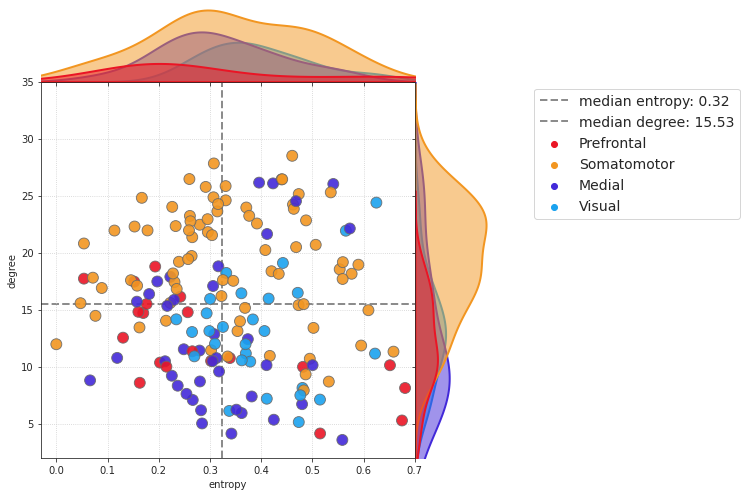 35
30
25
20
15
10
5
degree
0.0 0.1 0.2 0.3 0.4 0.5 0.6 0.7
entropy
median entropy: 0.32
median degree: 15.53
Prefrontal
Somatomotor
Medial
Visual